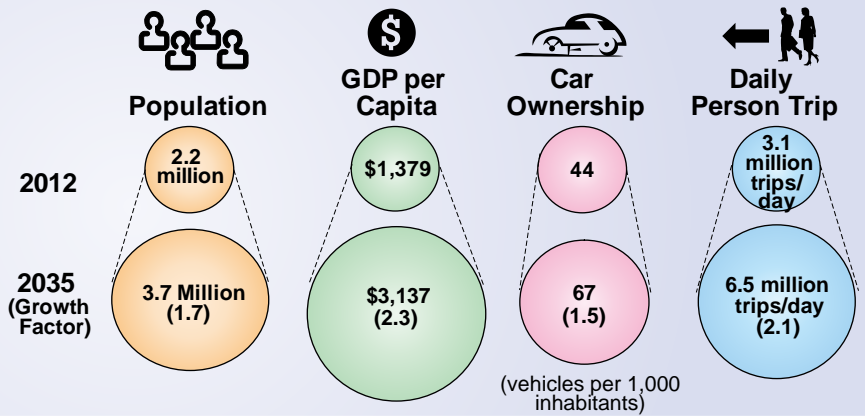 Population
GDP per
Capita
Car
Ownership
Daily
Person Trip
2012
2.2
million
$1,379
44
3.1
million
trips/
day
2035
(Growth
Factor)
3.7 Million
(1.7)
$3,137
(2.3)
67
(1.5)
6.5 million
trips/day
(2.1)
(vehicles per 1,000
inhabitants)